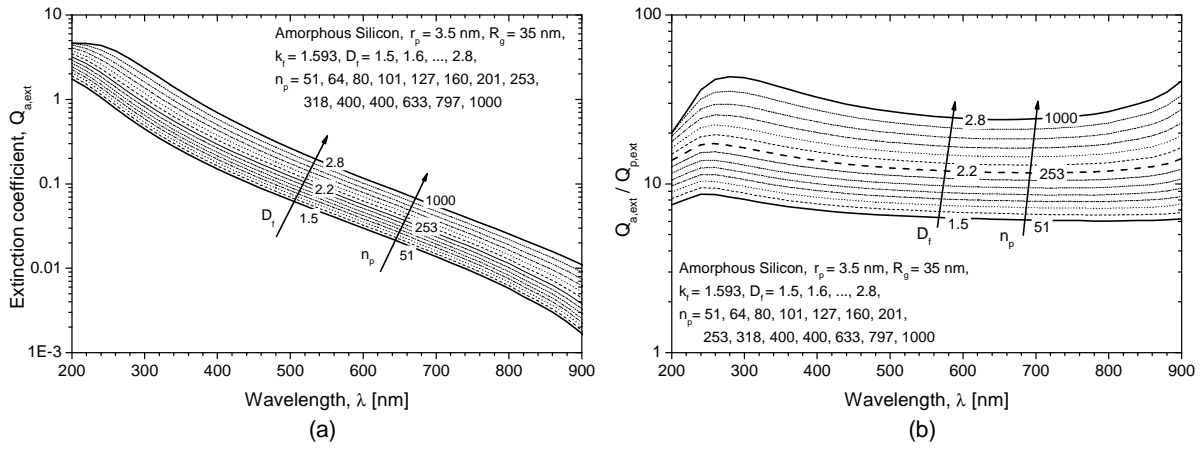 10
1
0.1
0.01
1E-3
200 300 400 500 600 700 800 900
Extinction coefficient, Q_a,ext
Wavelength, λ [nm]
Amorphous Silicon, r_p = 3.5 nm, R_g = 35 nm,
k_f = 1.593, D_f = 1.5, 1.6, ..., 2.8,
n_p = 51, 64, 80, 101, 127, 160, 201, 253,
318, 400, 400, 633, 797, 1000
2.8
2.2
1.5
D_f
1000
253
51
n_p
(a)
100
10
1
200 300 400 500 600 700 800 900
Q_a,ext / Q_p,ext
Wavelength, λ [nm]
2.8
2.2
1.5
D_f
1000
253
51
n_p
Amorphous Silicon, r_p = 3.5 nm, R_g = 35 nm,
k_f = 1.593, D_f = 1.5, 1.6, ..., 2.8,
n_p = 51, 64, 80, 101, 127, 160, 201,
253, 318, 400, 400, 633, 797, 1000
(b)